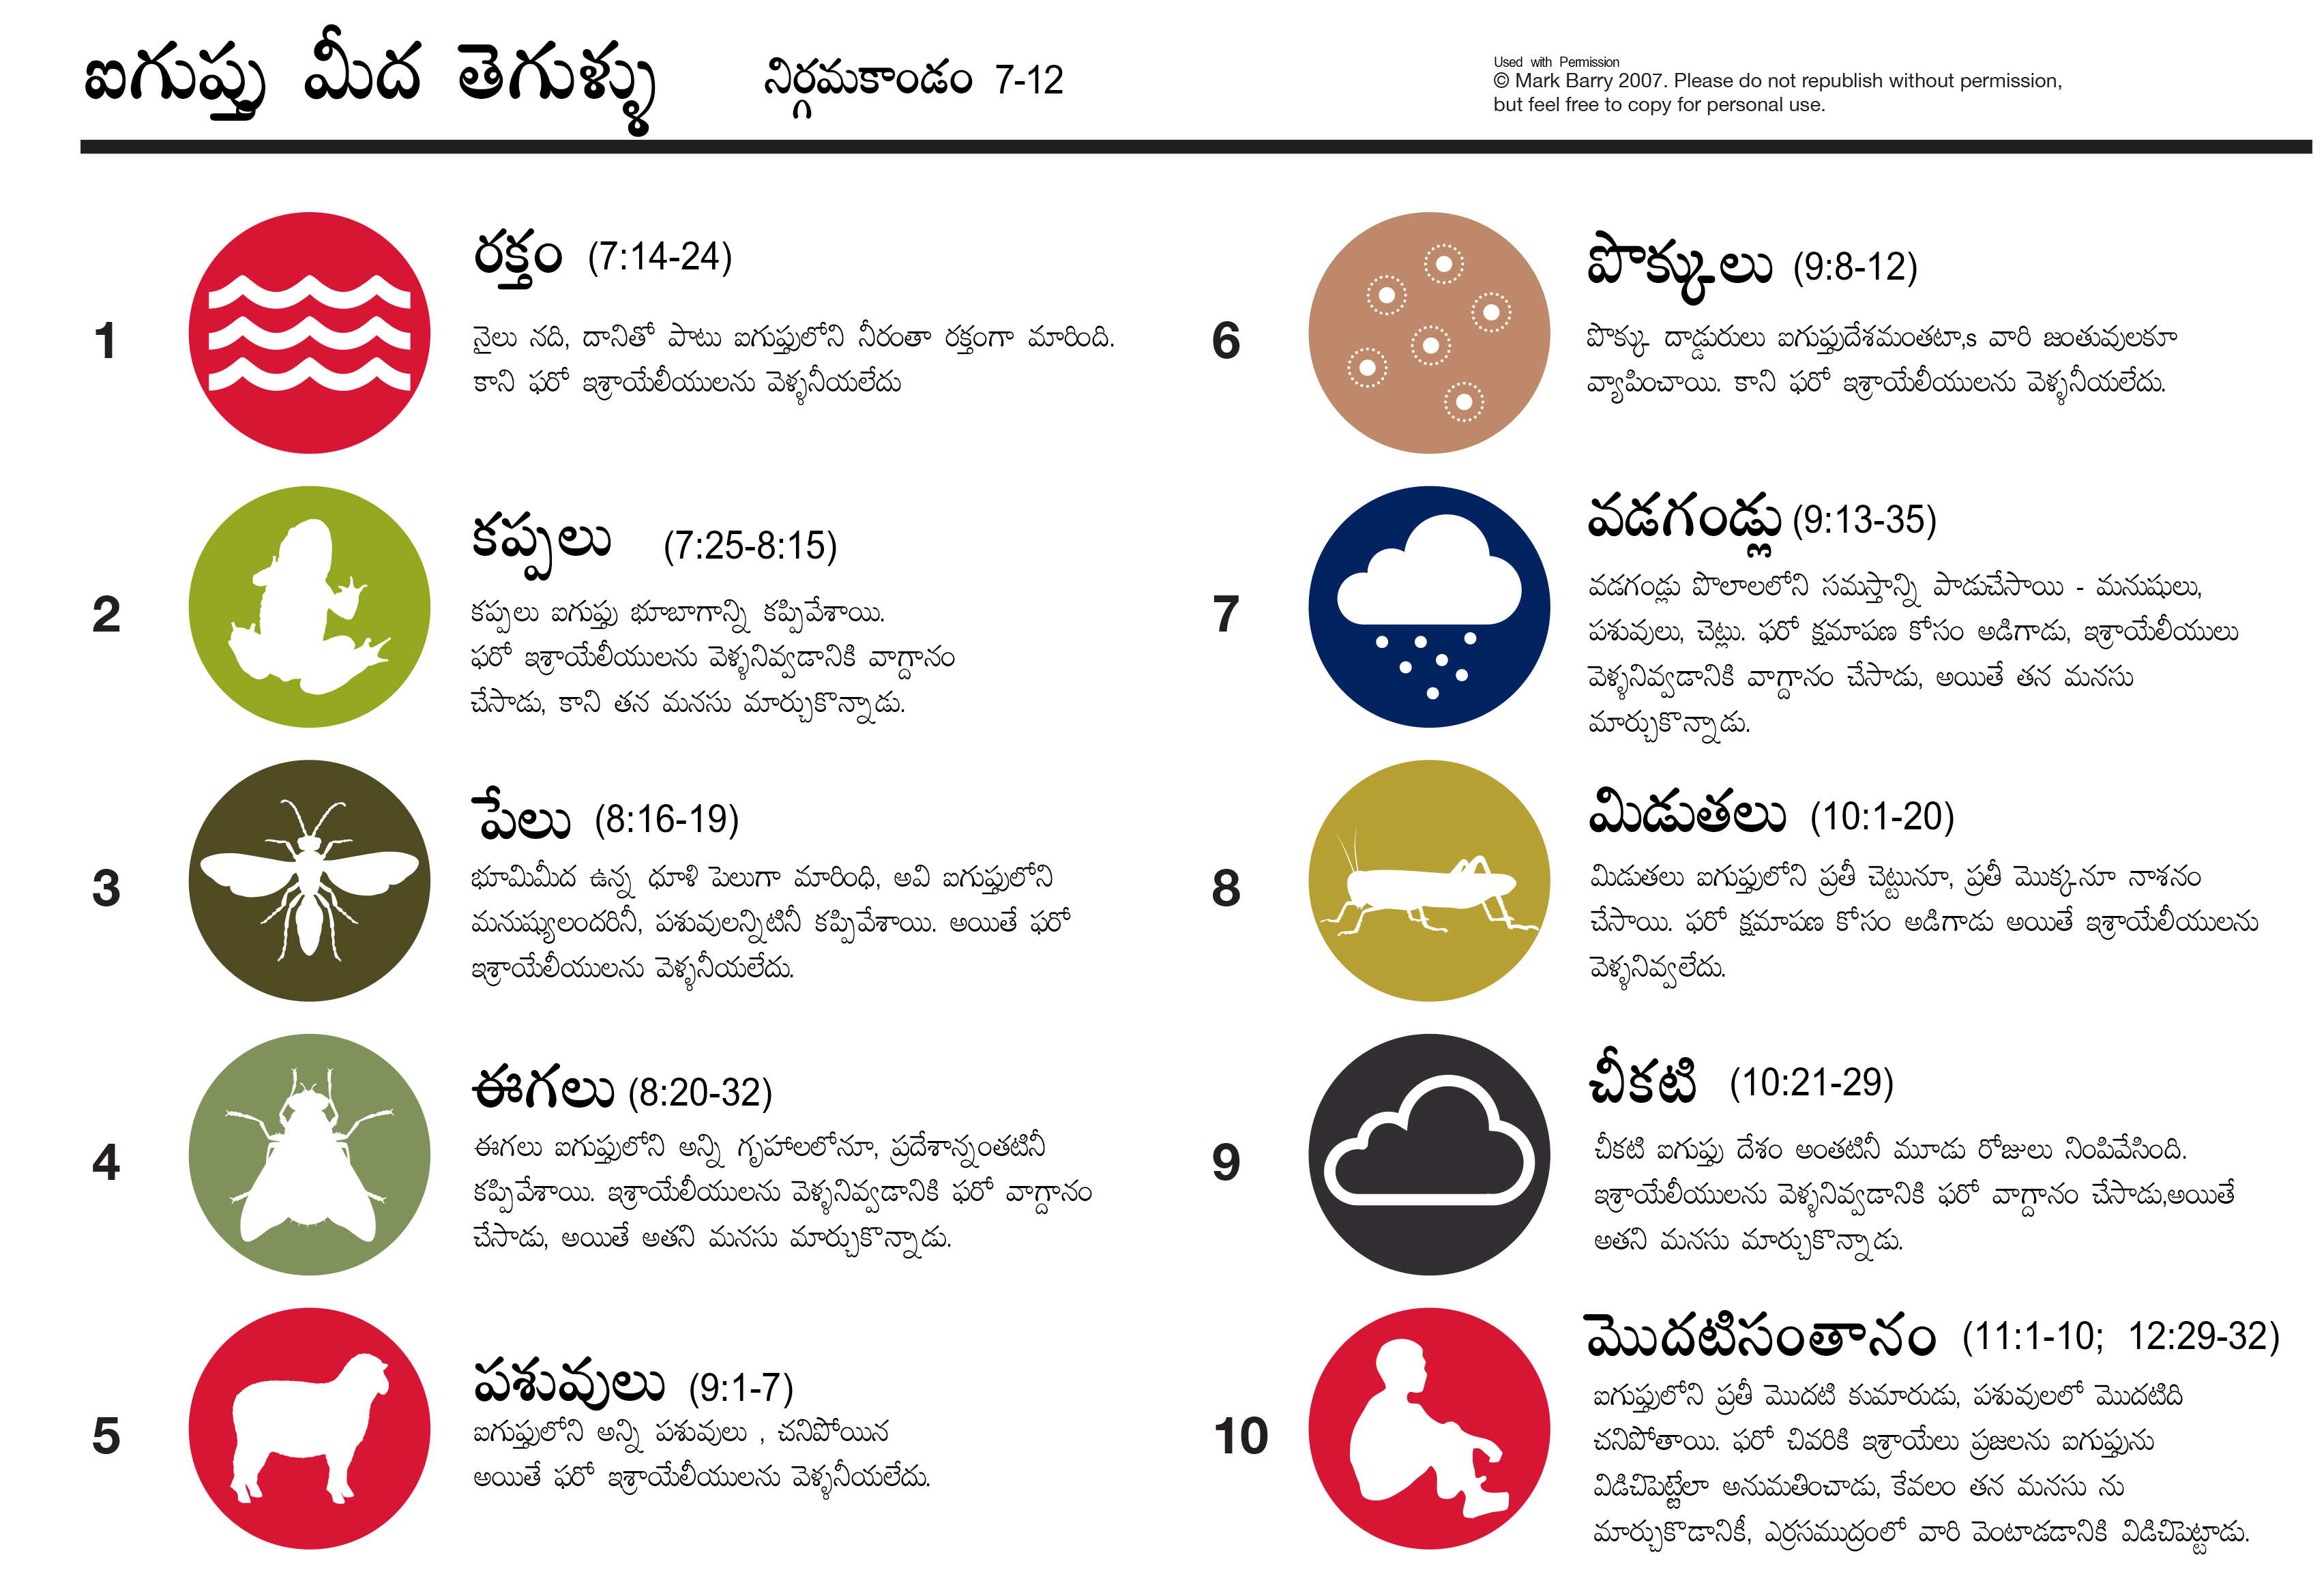 ఐగుప్తు మీద తెగుళ్ళు నిర్గమకాండం 7-12
Used with Permission
© Mark Barry 2007. Please do not republish without permission,
but feel free to copy for personal use.
1
రక్తం (7:14-24)
నైలు నది, దానితో పాటు ఐగుప్తులోని నీరంతా రక్తంగా మారింది.
కాని ఫరో ఇశ్రాయేలీయులను వెళ్ళనీయలేదు
2
కప్పలు (7:25-8:15)
కప్పలు ఐగుప్తు భూబాగాన్ని కప్పివేశాయి.
ఫరో ఇశ్రాయేలీయులను వెళ్ళనివ్వడానికి వాగ్దానం
చేసాడు, కాని తన మనసు మార్చుకొన్నాడు.
3
పేలు (8:16-19)
భూమిమీద ఉన్న ధూళి పెలుగా మారింధి, అవి ఐగుప్తులోని
మనుష్యులందరినీ, పశువులన్నిటినీ కప్పివేశాయి. అయితే ఫరో
ఇశ్రాయేలీయులను వెళ్ళనీయలేదు.
4
ఈగలు (8:20-32)
ఈగలు ఐగుప్తులోని అన్ని గృహాలలోనూ, ప్రదేశాన్నంతటినీ
కప్పివేశాయి. ఇశ్రాయేలీయులను వెళ్ళనివ్వడానికి ఫరో వాగ్దానం
చేసాడు, అయితే అతని మనసు మార్చుకొన్నాడు.
5
పశువులు (9:1-7)
ఐగుప్తులోని అన్ని పశువులు , చనిపోయిన
అయితే ఫరో ఇశ్రాయేలీయులను వెళ్ళనీయలేదు.
6
పొక్కులు (9:8-12)
పొక్కు దాడ్డురులు ఐగుప్తుదేశమంతటా,s వారి జంతువులకూ
వ్యాపించాయి. కాని ఫరో ఇశ్రాయేలీయులను వెళ్ళనీయలేదు.
7
వడగండ్లు (9:13-35)
వడగండ్లు పొలాలలోని సమస్తాన్ని పాడుచేసాయి - మనుషులు,
పశువులు, చెట్లు. ఫరో క్షమాపణ కోసం అడిగాడు, ఇశ్రాయేలీయులు
వెళ్ళనివ్వడానికి వాగ్దానం చేసాడు, అయితే తన మనసు
మార్చుకొన్నాడు.
8
మిడుతలు (10:1-20)
మిడుతలు ఐగుప్తులోని ప్రతీ చెట్టునూ, ప్రతీ మొక్కనూ నాశనం
చేసాయి. ఫరో క్షమాపణ కోసం అడిగాడు అయితే ఇశ్రాయేలీయులను
వెళ్ళనివ్వలేదు.
9
చీకటి (10:21-29)
చీకటి ఐగుప్తు దేశం అంతటినీ మూడు రోజులు నింపివేసింది.
ఇశ్రాయేలీయులను వెళ్ళనివ్వడానికి ఫరో వాగ్దానం చేసాడు,అయితే
అతని మనసు మార్చుకొన్నాడు.
10
మొదటిసంతానం (11:1-10; 12:29-32)
ఐగుప్తులోని ప్రతీ మొదటి కుమారుడు, పశువులలో మొదటిది
చనిపోతాయి. ఫరో చివరికి ఇశ్రాయేలు ప్రజలను ఐగుప్తును
విడిచిపెట్టేలా అనుమతించాడు, కేవలం తన మనసు ను
మార్చుకొడానికీ, ఎర్రసముద్రంలో వారి వెంటాడడానికి విడిచిపెట్టాడు.